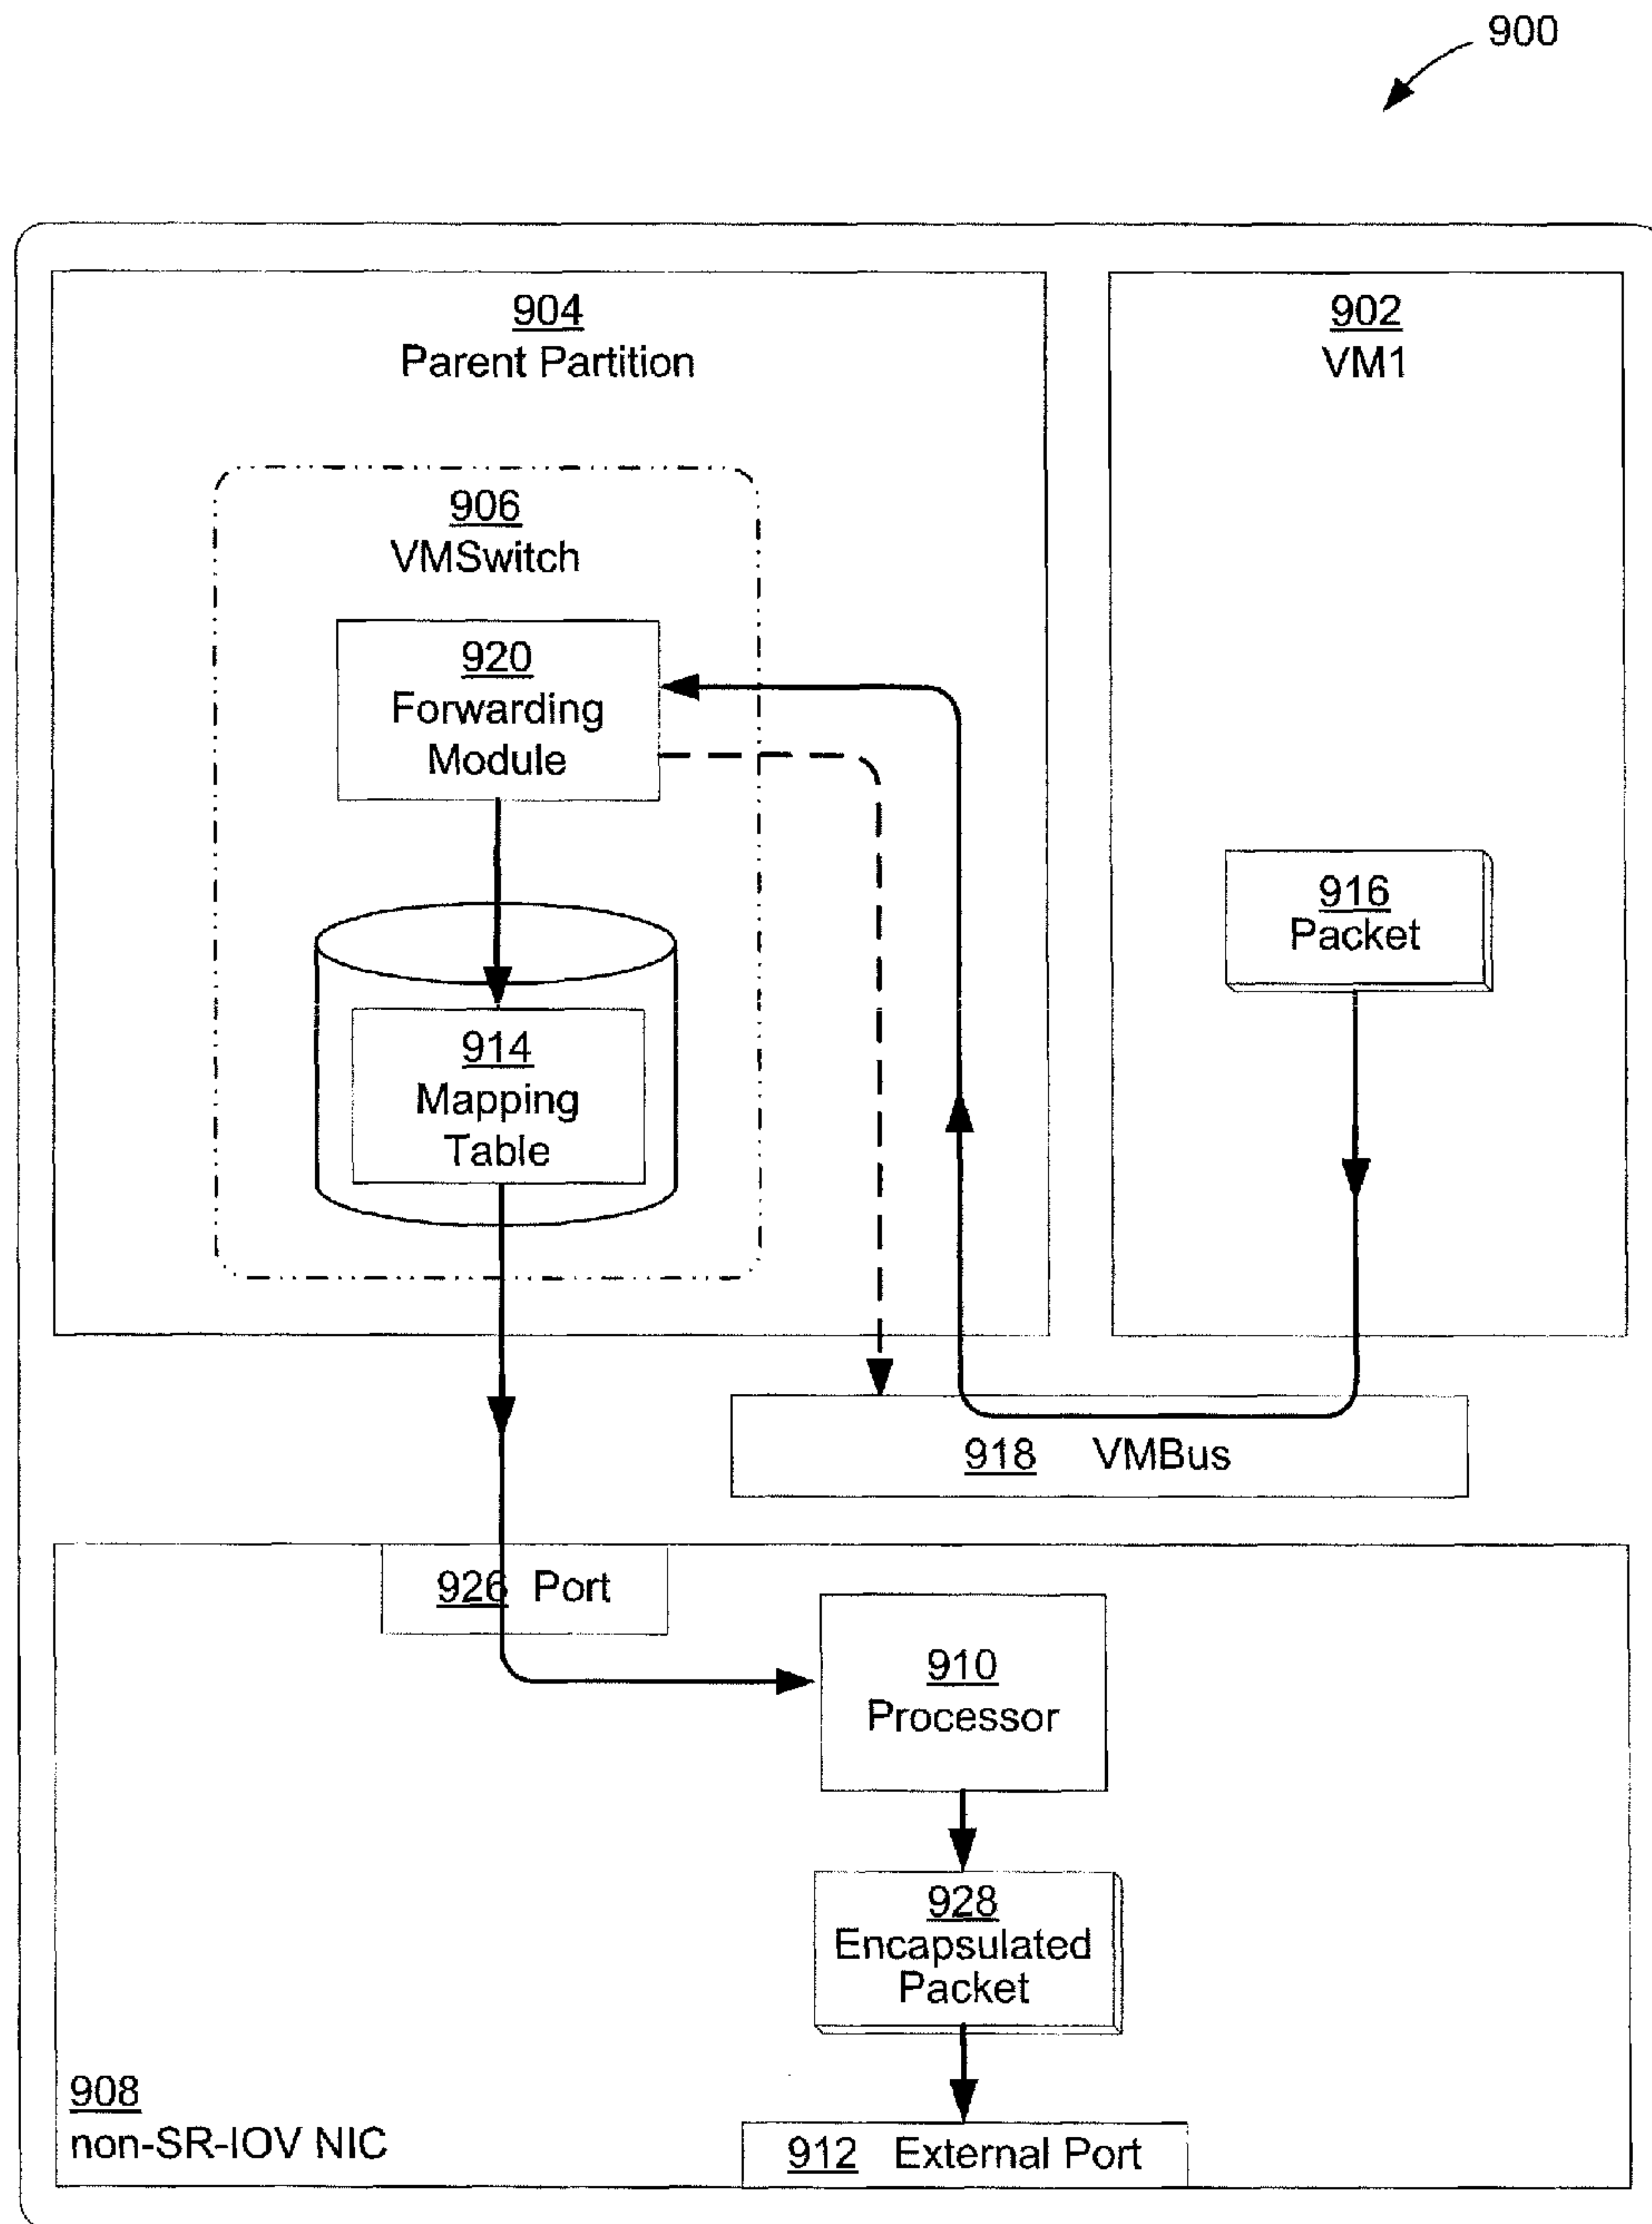 900
904
Parent Partition
902
VM1
906
VMSwitch
920
Forwarding
Module
916
Packet
914
Mapping
Table
918 VMBus
926 Port
910
Processor
928
Encapsulated
Packet
908
non-SR-IOV NIC
912 External Port